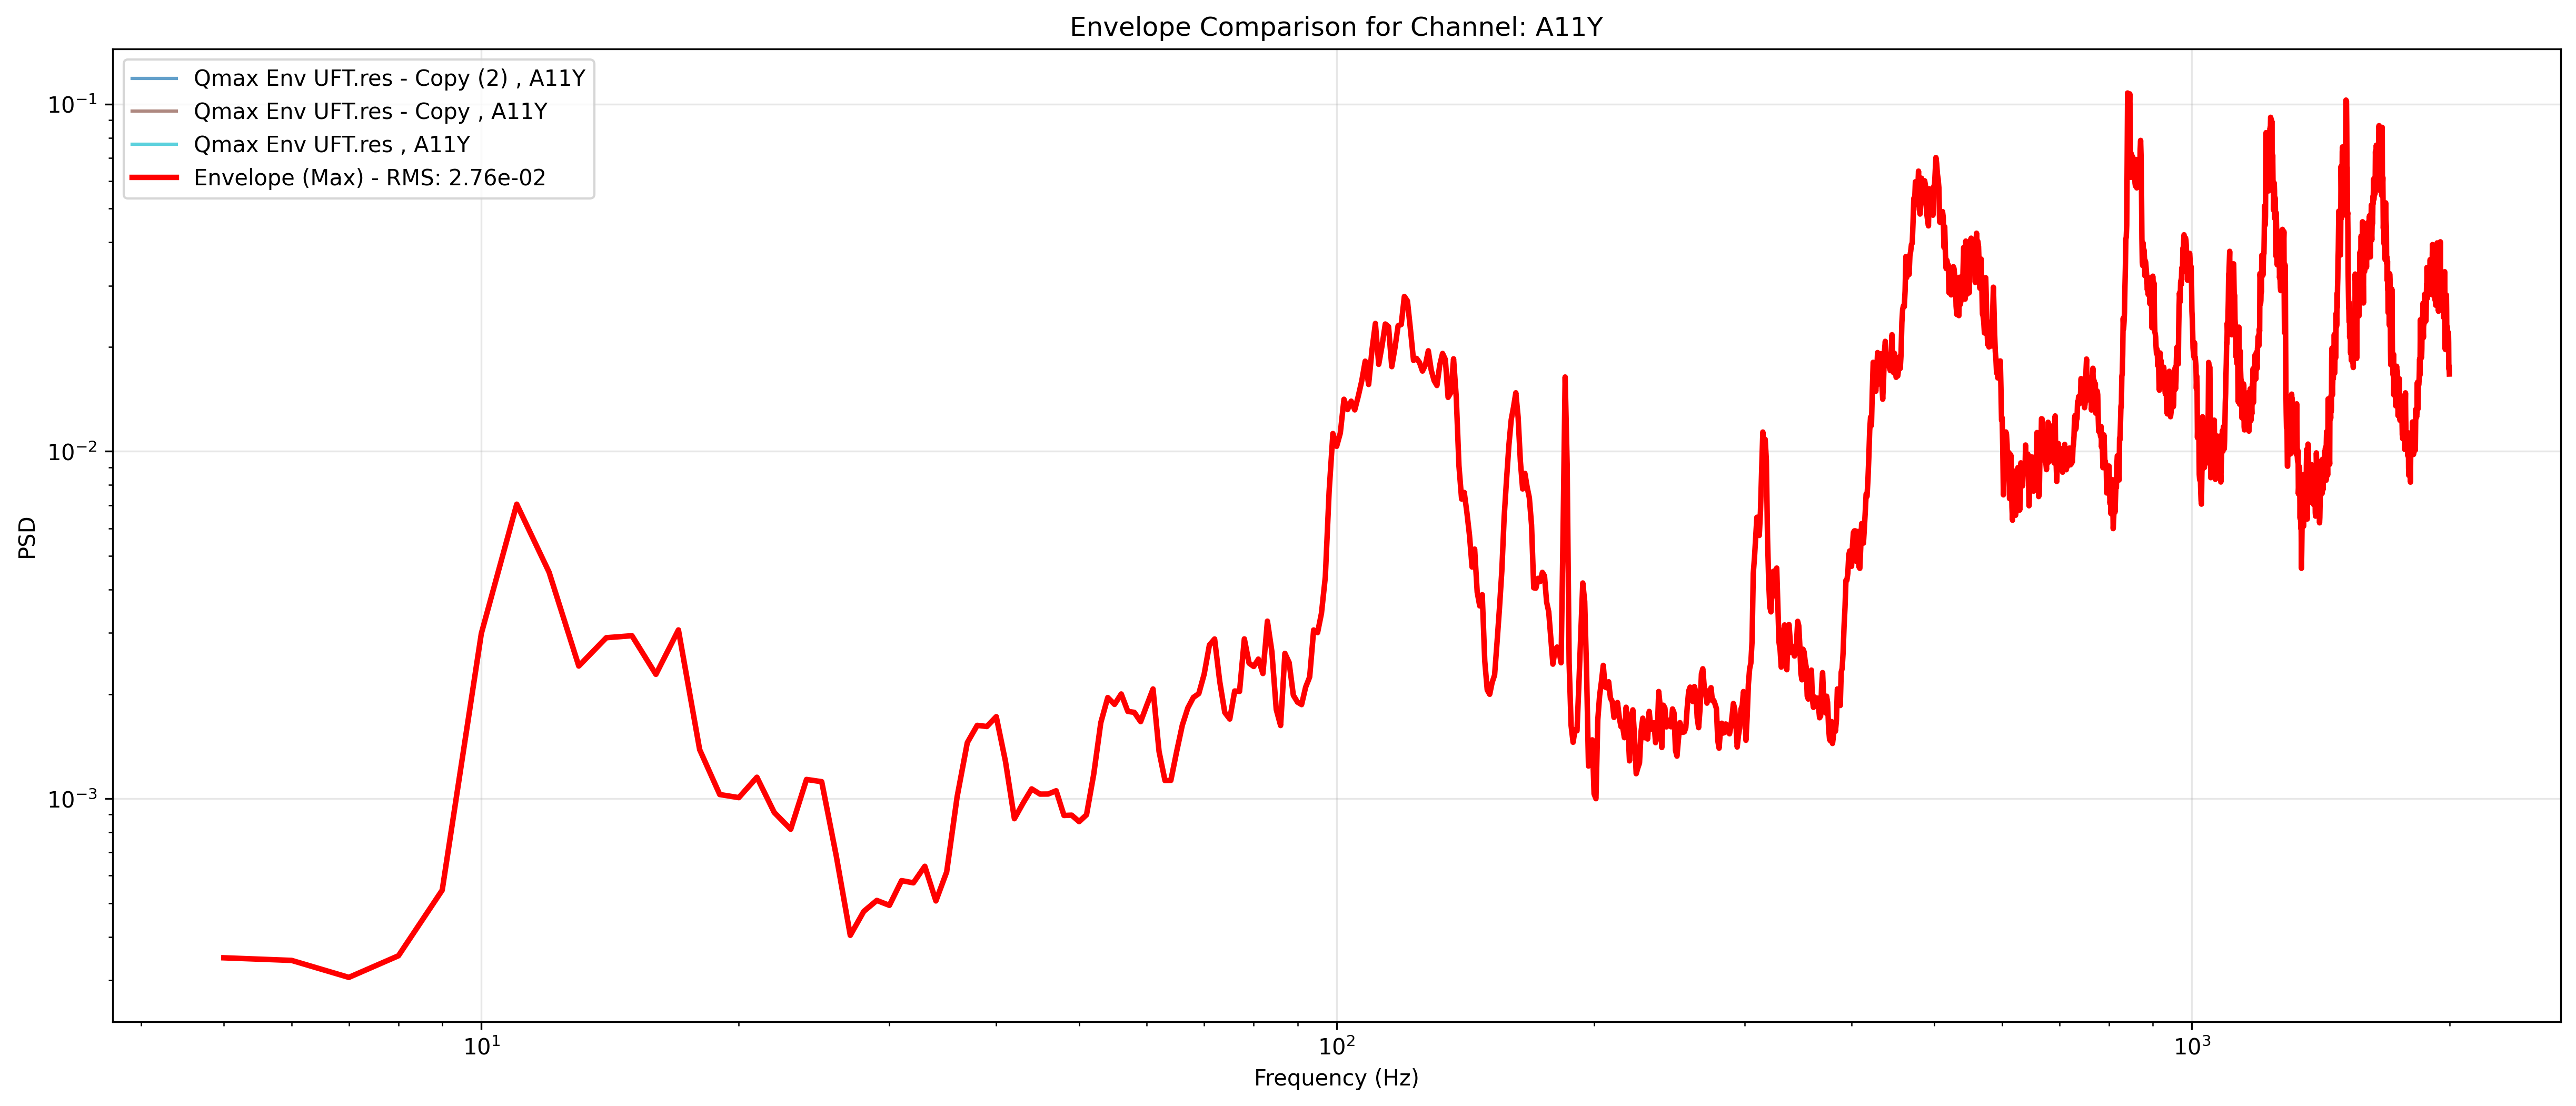 Envelope Comparison for Channel: A11Y
Qmax Env UFT.res - Copy (2) , A11Y
Qmax Env UFT.res - Copy , A11Y
Qmax Env UFT.res , A11Y
Envelope (Max) - RMS: 2.76e-02
10⁻¹
10⁻²
10⁻³
PSD
10¹
10²
10³
Frequency (Hz)